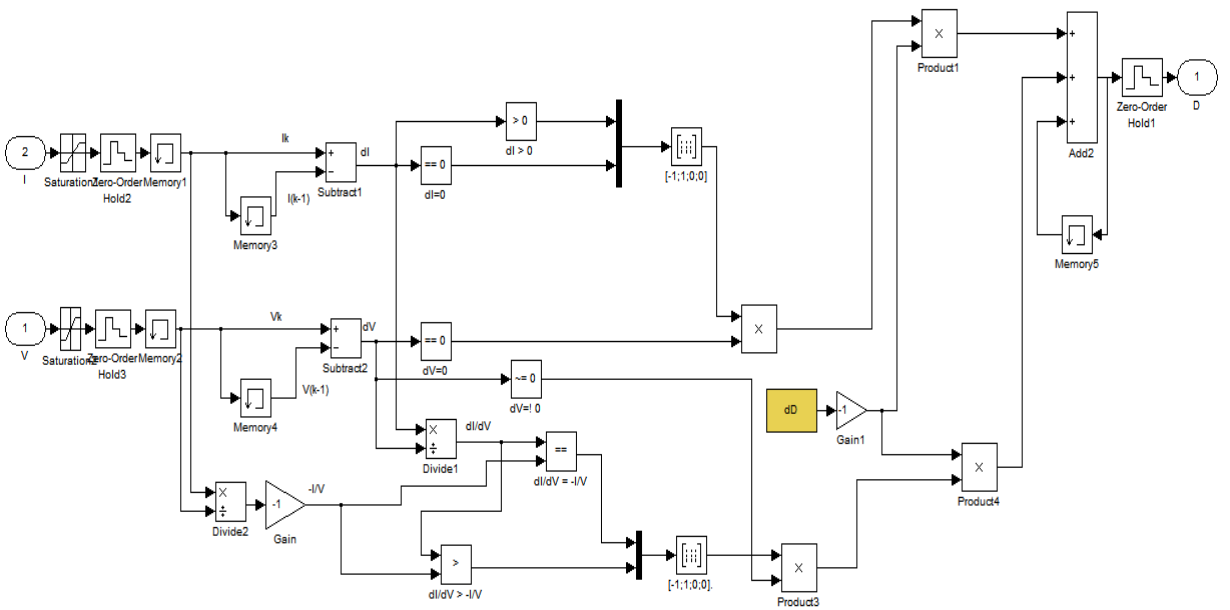 2
I
Saturation1
Zero-Order
Hold2
Memory1
Ik
I(k-1)
Memory3
+
−
dI
Subtract1
> 0
dI > 0
== 0
dI=0
[-1;1;0;0]
X
Product1
+
+
+
Add2
Zero-Order
Hold1
1
D
Memory5
1
V
Zero-Order
Hold3
Memory2
Vk
V(k-1)
Memory4
+
−
dV
Subtract2
== 0
dV=0
~= 0
dV=! 0
X
dD
-1
Gain1
X
÷
dI/dV
Divide1
==
dI/dV = -I/V
X
÷
Divide2
-1
Gain
-I/V
>
dI/dV > -I/V
[-1;1;0;0].
X
Product3
X
Product4